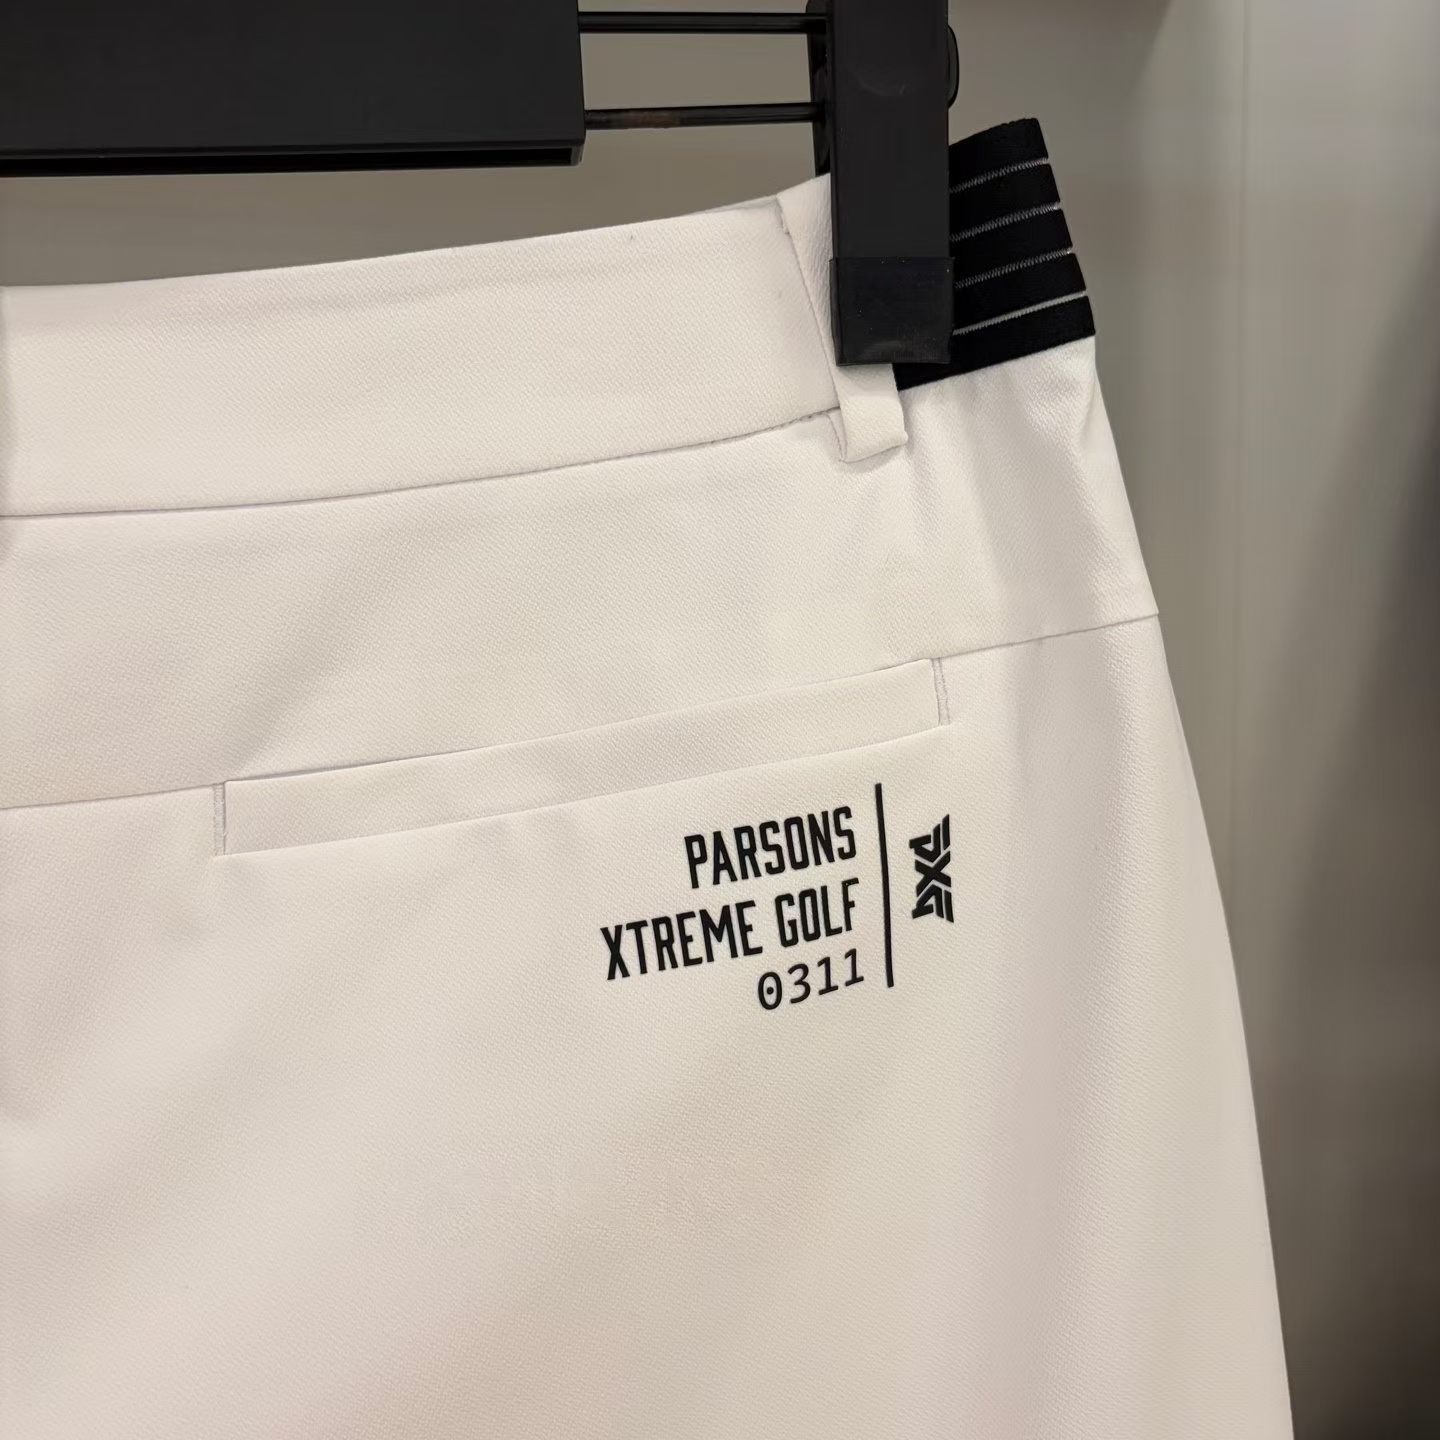 PARSONS
XTREME GOLF
0311
PXG